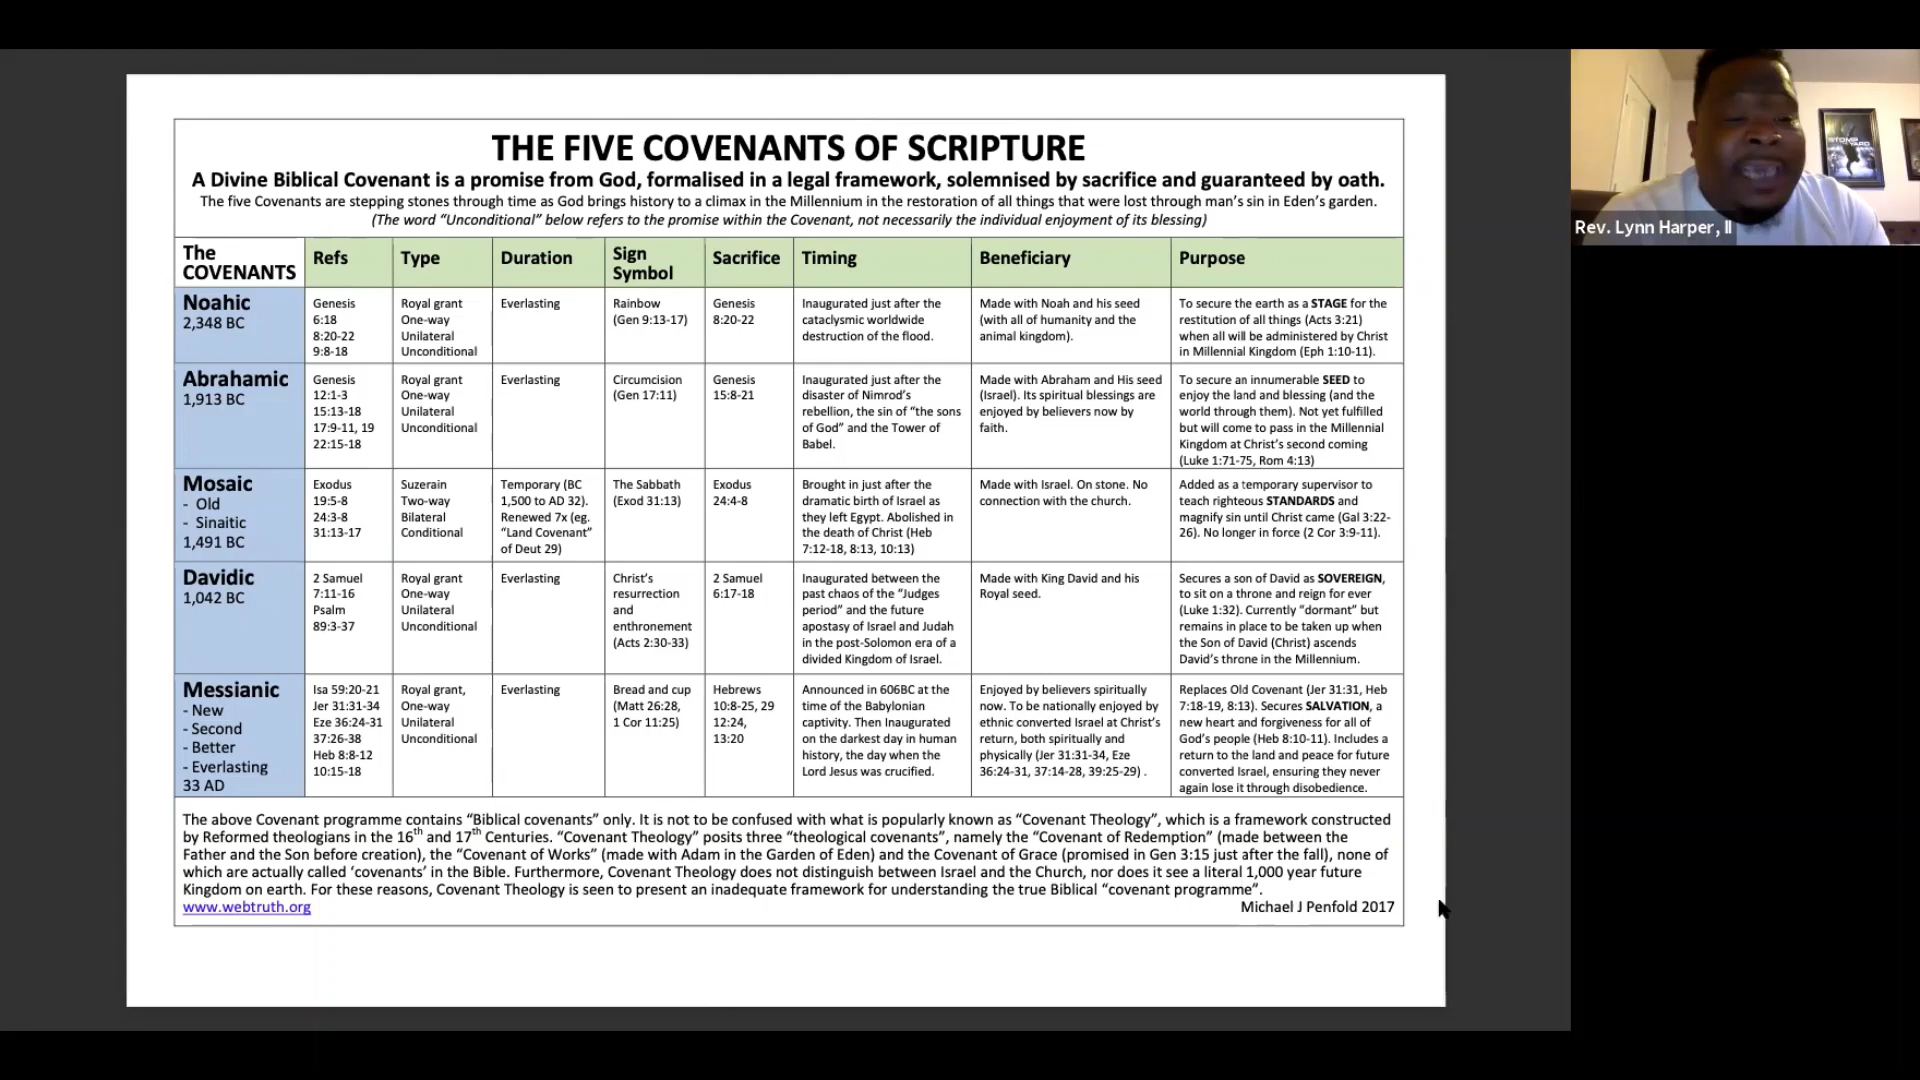 THE FIVE COVENANTS OF SCRIPTURE
A Divine Biblical Covenant is a promise from God, formalised in a legal framework, solemnised by sacrifice and guaranteed by oath.
The five Covenants are stepping stones through time as God brings history to a climax in the Millennium in the restoration of all things that were lost through man's sin in Eden's garden.
(The word "Unconditional" below refers to the promise within the Covenant, not necessarily the individual enjoyment of its blessing)
The
COVENANTS
Refs
Type
Duration
Sign
Symbol
Sacrifice
Timing
Beneficiary
Purpose
Noahic
2,348 BC
Genesis
6:18
8:20-22
9:8-18
Royal grant
One-way
Unilateral
Unconditional
Everlasting
Rainbow
(Gen 9:13-17)
Genesis
8:20-22
Inaugurated just after the
cataclysmic worldwide
destruction of the flood.
Made with Noah and his seed
(with all of humanity and the
animal kingdom).
To secure the earth as a STAGE for the
restitution of all things (Acts 3:21)
when all will be administered by Christ
in Millennial Kingdom (Eph 1:10-11).
Abrahamic
1,913 BC
Genesis
12:1-3
15:13-18
17:9-11, 19
22:15-18
Royal grant
One-way
Unilateral
Unconditional
Everlasting
Circumcision
(Gen 17:11)
Genesis
15:8-21
Inaugurated just after the
disaster of Nimrod's
rebellion, the sin of "the sons
of God" and the Tower of
Babel.
Made with Abraham and His seed
(Israel). Its spiritual blessings are
enjoyed by believers now by
faith.
To secure an innumerable SEED to
enjoy the land and blessing (and the
world through them). Not yet fulfilled
but will come to pass in the Millennial
Kingdom at Christ's second coming
(Luke 1:71-75, Rom 4:13)
Mosaic
- Old
- Sinaitic
1,491 BC
Exodus
19:5-8
24:3-8
31:13-17
Suzerain
Two-way
Bilateral
Conditional
Temporary (BC
1,500 to AD 32).
Renewed 7x (eg.
"Land Covenant"
of Deut 29)
The Sabbath
(Exod 31:13)
Exodus
24:4-8
Brought in just after the
dramatic birth of Israel as
they left Egypt. Abolished in
the death of Christ (Heb
7:12-18, 8:13, 10:13)
Made with Israel. On stone. No
connection with the church.
Added as a temporary supervisor to
teach righteous STANDARDS and
magnify sin until Christ came (Gal 3:22-
26). No longer in force (2 Cor 3:9-11).
Davidic
1,042 BC
2 Samuel
7:11-16
Psalm
89:3-37
Royal grant
One-way
Unilateral
Unconditional
Everlasting
Christ's
resurrection
and
enthronement
(Acts 2:30-33)
2 Samuel
6:17-18
Inaugurated between the
past chaos of the "Judges
period" and the future
apostasy of Israel and Judah
in the post-Solomon era of a
divided Kingdom of Israel.
Made with King David and his
Royal seed.
Secures a son of David as SOVEREIGN,
to sit on a throne and reign for ever
(Luke 1:32). Currently "dormant" but
remains in place to be taken up when
the Son of David (Christ) ascends
David's throne in the Millennium.
Messianic
- New
- Second
- Better
- Everlasting
33 AD
Isa 59:20-21
Jer 31:31-34
Eze 36:24-31
37:26-38
Heb 8:8-12
10:15-18
Royal grant,
One-way
Unilateral
Unconditional
Everlasting
Bread and cup
(Matt 26:28,
1 Cor 11:25)
Hebrews
10:8-25, 29
12:24,
13:20
Announced in 606BC at the
time of the Babylonian
captivity. Then Inaugurated
on the darkest day in human
history, the day when the
Lord Jesus was crucified.
Enjoyed by believers spiritually
now. To be nationally enjoyed by
ethnic converted Israel at Christ's
return, both spiritually and
physically (Jer 31:31-34, Eze
36:24-31, 37:14-28, 39:25-29) .
Replaces Old Covenant (Jer 31:31, Heb
7:18-19, 8:13). Secures SALVATION, a
new heart and forgiveness for all of
God's people (Heb 8:10-11). Includes a
return to the land and peace for future
converted Israel, ensuring they never
again lose it through disobedience.
The above Covenant programme contains "Biblical covenants" only. It is not to be confused with what is popularly known as "Covenant Theology", which is a framework constructed
by Reformed theologians in the 16th and 17th Centuries. "Covenant Theology" posits three "theological covenants", namely the "Covenant of Redemption" (made between the
Father and the Son before creation), the "Covenant of Works" (made with Adam in the Garden of Eden) and the Covenant of Grace (promised in Gen 3:15 just after the fall), none of
which are actually called 'covenants' in the Bible. Furthermore, Covenant Theology does not distinguish between Israel and the Church, nor does it see a literal 1,000 year future
Kingdom on earth. For these reasons, Covenant Theology is seen to present an inadequate framework for understanding the true Biblical "covenant programme".
www.webtruth.org
Michael J Penfold 2017
STOMP
YARD
Rev. Lynn Harper, II